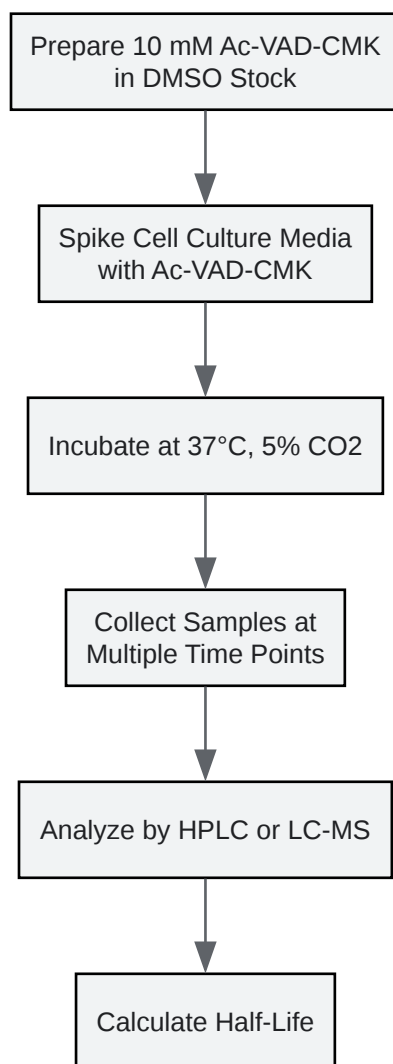 Prepare 10 mM Ac-VAD-CMK
in DMSO Stock
Spike Cell Culture Media
with Ac-VAD-CMK
Incubate at 37°C, 5% CO2
Collect Samples at
Multiple Time Points
Analyze by HPLC or LC-MS
Calculate Half-Life